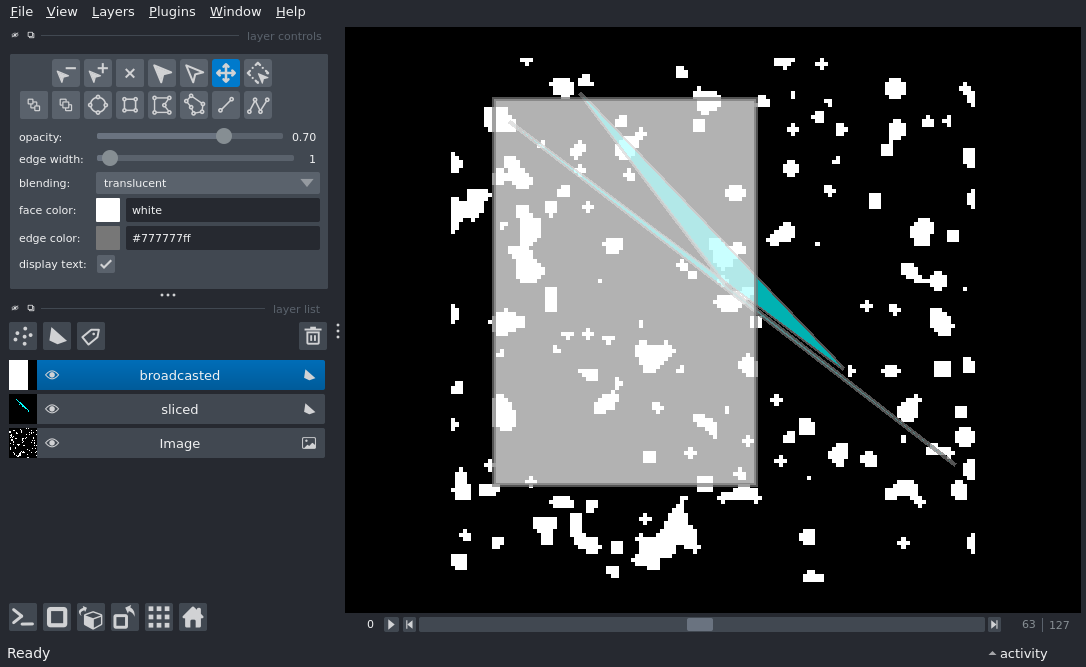 File View Layers Plugins Window Help
layer controls
opacity: 0.70
edge width: 1
blending: translucent
face color: white
edge color: #777777ff
display text:
layer list
broadcasted
sliced
Image
0 63 127
Ready activity